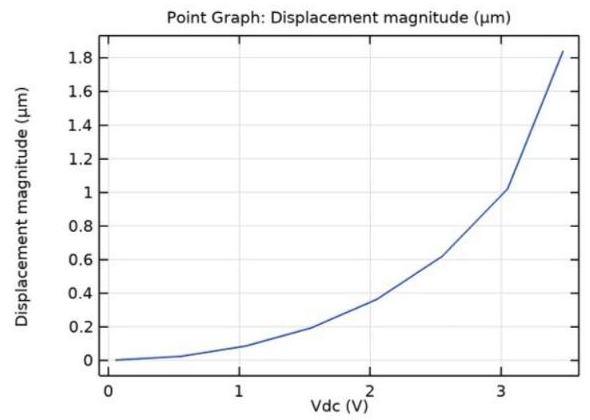 Point Graph: Displacement magnitude (µm)
Displacement magnitude (µm)
1.8
1.6
1.4
1.2
1
0.8
0.6
0.4
0.2
0
0 1 2 3
Vdc (V)